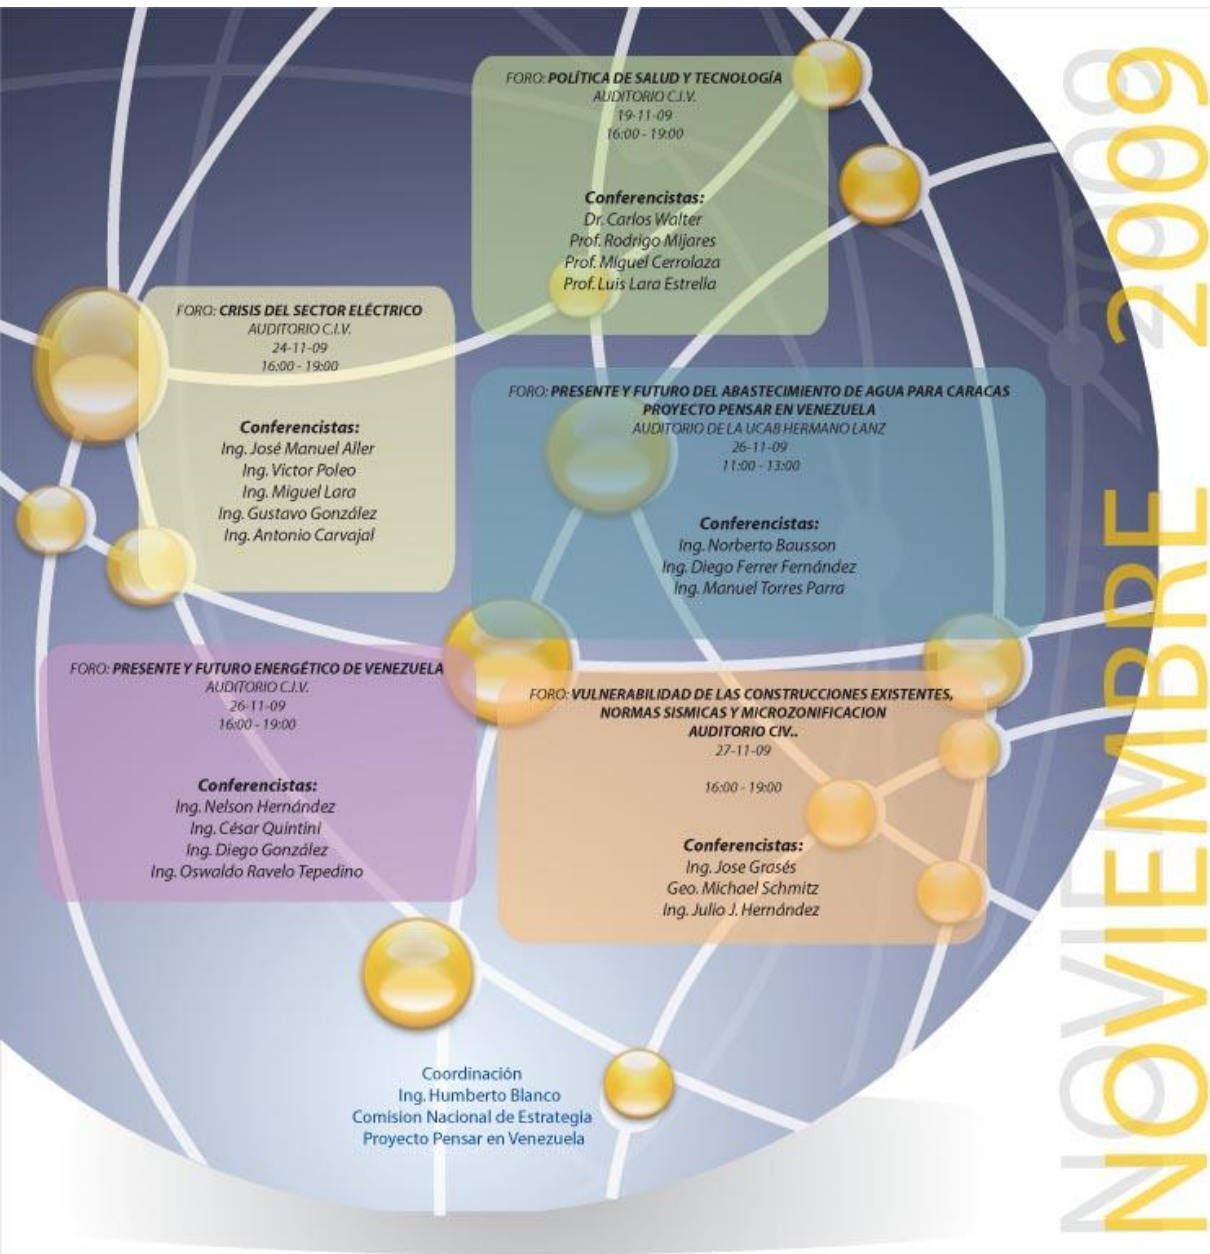 FORO: POLÍTICA DE SALUD Y TECNOLOGÍA
AUDITORIO C.I.V.
19-11-09
16:00 - 19:00
Conferencistas:
Dr. Carlos Walter
Prof. Rodrigo Mijares
Prof. Miguel Cerrolaza
Prof. Luis Lara Estrella
FORO: CRISIS DEL SECTOR ELÉCTRICO
AUDITORIO C.I.V.
24-11-09
16:00 - 19:00
Conferencistas:
Ing. José Manuel Aller
Ing. Victor Poleo
Ing. Miguel Lara
Ing. Gustavo González
Ing. Antonio Carvajal
FORO: PRESENTE Y FUTURO DEL ABASTECIMIENTO DE AGUA PARA CARACAS
PROYECTO PENSAR EN VENEZUELA
AUDITORIO DE LA UCAB HERMANO LANZ
26-11-09
11:00 - 13:00
Conferencistas:
Ing. Norberto Bausson
Ing. Diego Ferrer Fernández
Ing. Manuel Torres Parra
FORO: PRESENTE Y FUTURO ENERGÉTICO DE VENEZUELA
AUDITORIO C.I.V.
26-11-09
16:00 - 19:00
Conferencistas:
Ing. Nelson Hernández
Ing. César Quintini
Ing. Diego González
Ing. Oswaldo Ravelo Tepedino
FORO: VULNERABILIDAD DE LAS CONSTRUCCIONES EXISTENTES,
NORMAS SISMICAS Y MICROZONIFICACION
AUDITORIO CIV..
27-11-09
16:00 - 19:00
Conferencistas:
Ing. Jose Grasés
Geo. Michael Schmitz
Ing. Julio J. Hernández
Coordinación
Ing. Humberto Blanco
Comision Nacional de Estrategia
Proyecto Pensar en Venezuela
NOVIEMBRE 2009
NOVIEMBRE 2009